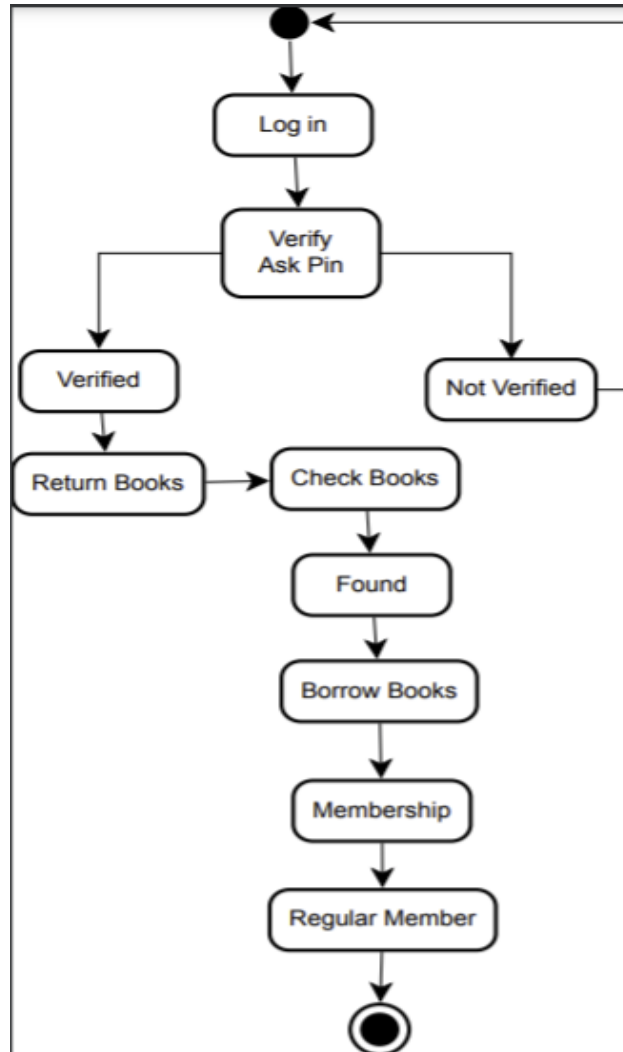 Log in
Verify
Ask Pin
Verified
Not Verified
Return Books
Check Books
Found
Borrow Books
Membership
Regular Member